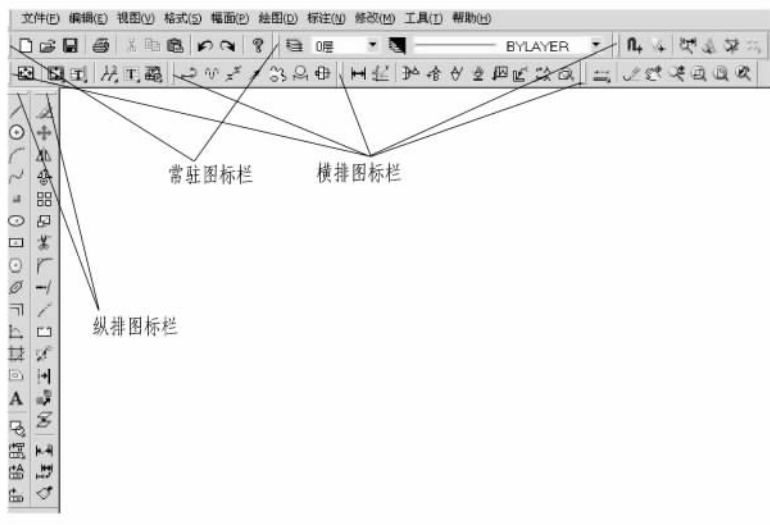 文件(F) 编辑(E) 视图(V) 格式(S) 幅面(P) 绘图(D) 标注(N) 修改(M) 工具(T) 帮助(H)
0层 BYLAYER
常驻图标栏 横排图标栏
纵排图标栏
A